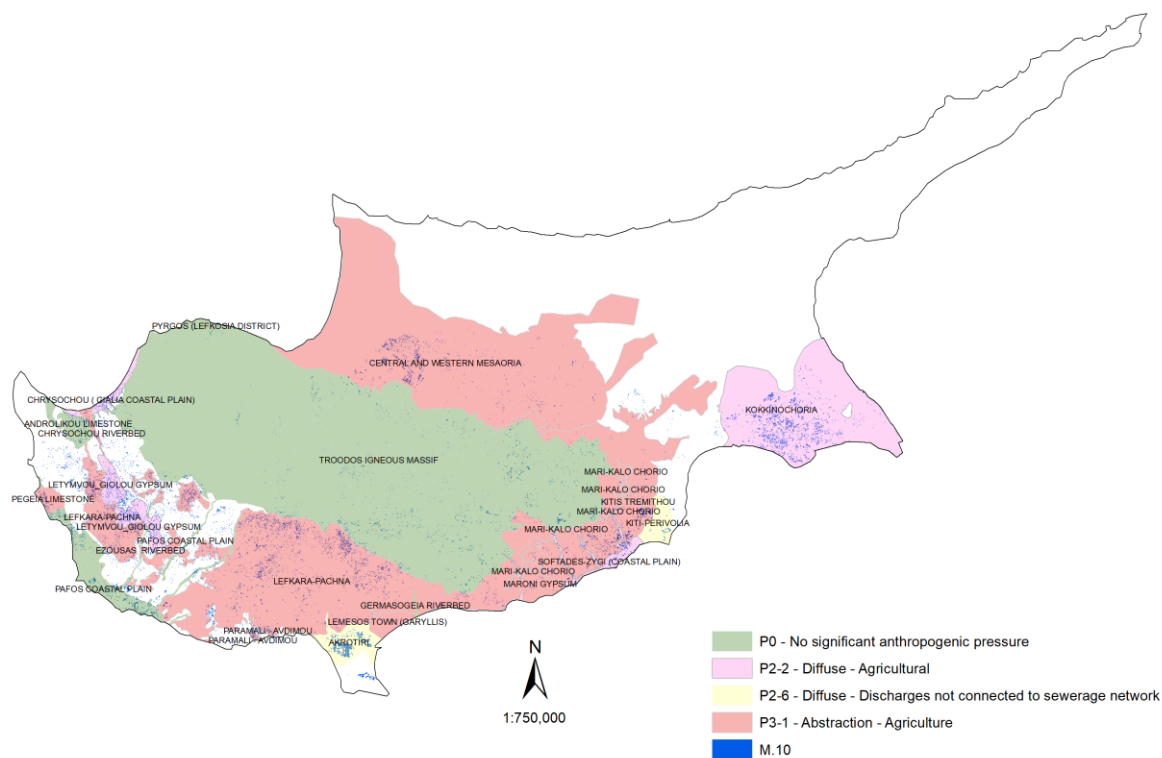 PYRGOS (LEFKOSIA DISTRICT)
CENTRAL AND WESTERN MESAORIA
CHRYSOCHOU ( GIALIA COASTAL PLAIN)
KOKKINOCHORIA
ANDROLIKOU LIMESTONE
CHRYSOCHOU RIVERBED
TROODOS IGNEOUS MASSIF
MARI-KALO CHORIO
LETYMVOU_GIOLOU GYPSUM
MARI-KALO CHORIO
PEGEIA LIMESTONE
KITIS TREMITHOU
MARI-KALO CHORIO
LEFKARA-PACHNA
KITI-PERIVOLIA
LETYMVOU_GIOLOU GYPSUM
MARI-KALO CHORIO
PAFOS COASTAL PLAIN
EZOUSAS RIVERBED
SOFTADES-ZYGI (COASTAL PLAIN)
MARI-KALO CHORIO
LEFKARA-PACHNA
MARONI GYPSUM
PAFOS COASTAL PLAIN
GERMASOGEIA RIVERBED
LEMESOS TOWN (GARYLLIS)
PARAMALI - AVDIMOU
PARAMALI - AVDIMOU
AKROTIRI
N
1:750,000
P0 - No significant anthropogenic pressure
P2-2 - Diffuse - Agricultural
P2-6 - Diffuse - Discharges not connected to sewerage network
P3-1 - Abstraction - Agriculture
M.10